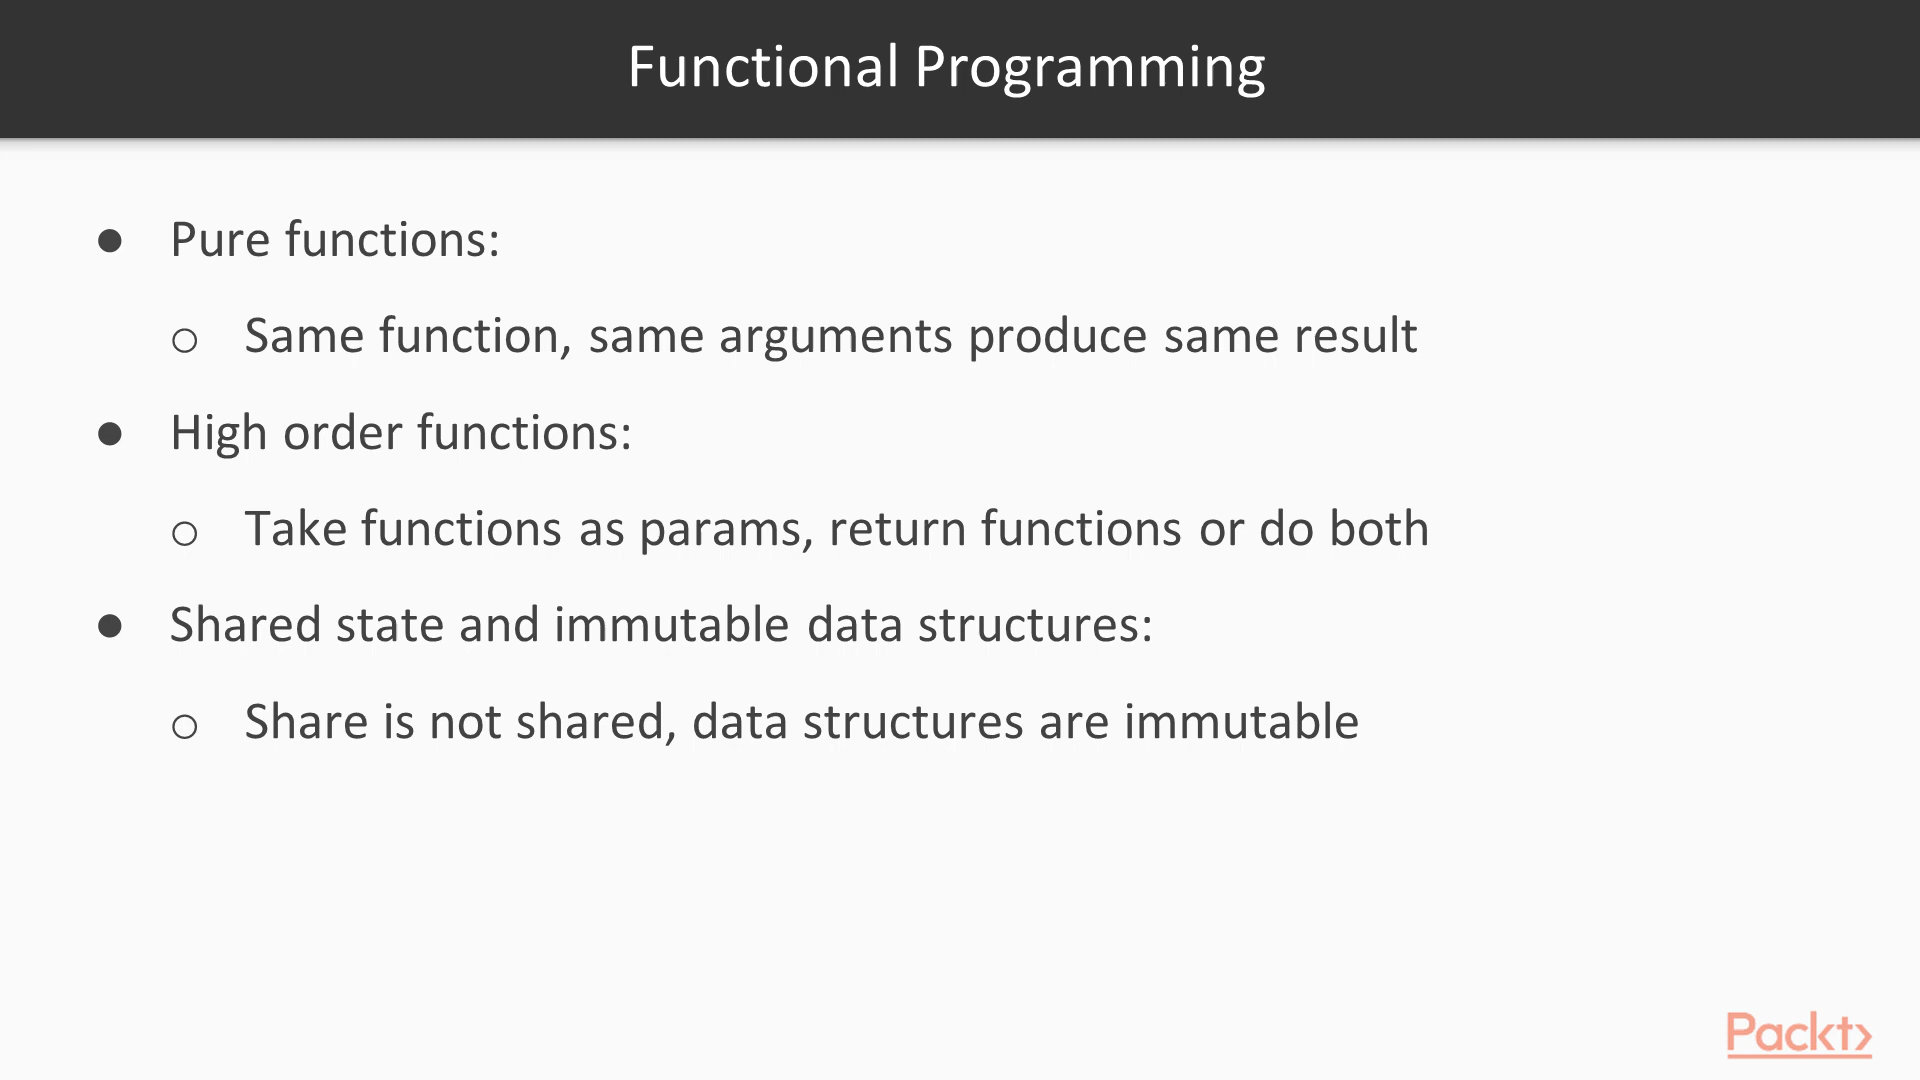 Functional Programming
● Pure functions:
○ Same function, same arguments produce same result
● High order functions:
○ Take functions as params, return functions or do both
● Shared state and immutable data structures:
○ Share is not shared, data structures are immutable
Packt>